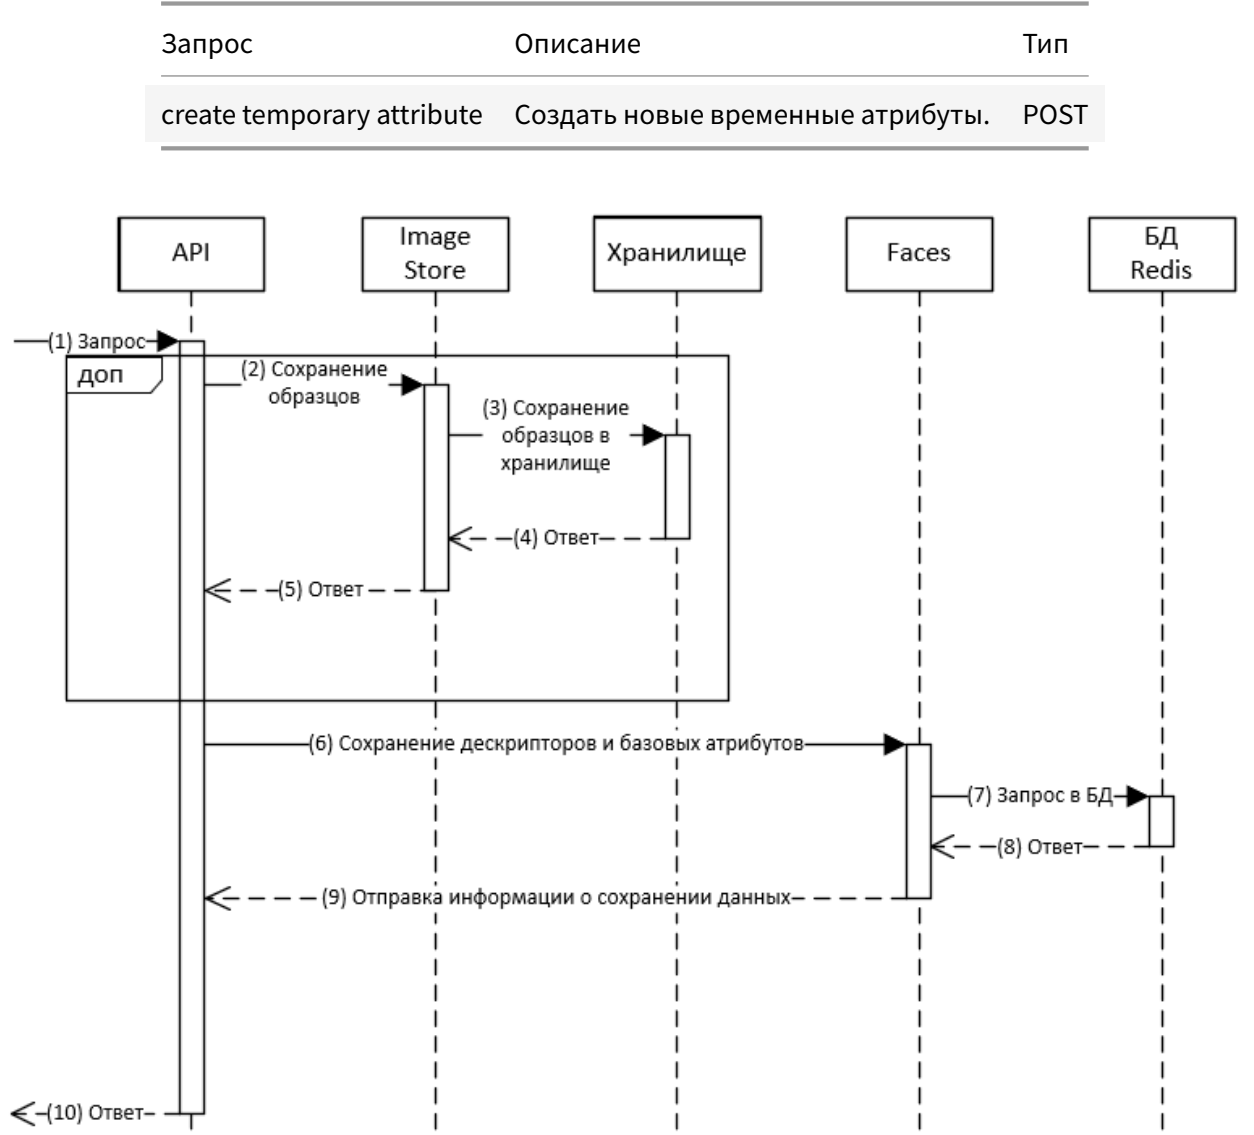 Запрос Описание Тип
create temporary attribute Создать новые временные атрибуты. POST
API
Image
Store
Хранилище
Faces
БД
Redis
(1) Запрос
доп
(2) Сохранение
образцов
(3) Сохранение
образцов в
хранилище
(4) Ответ
(5) Ответ
(6) Сохранение дескрипторов и базовых атрибутов
(7) Запрос в БД
(8) Ответ
(9) Отправка информации о сохранении данных
(10) Ответ